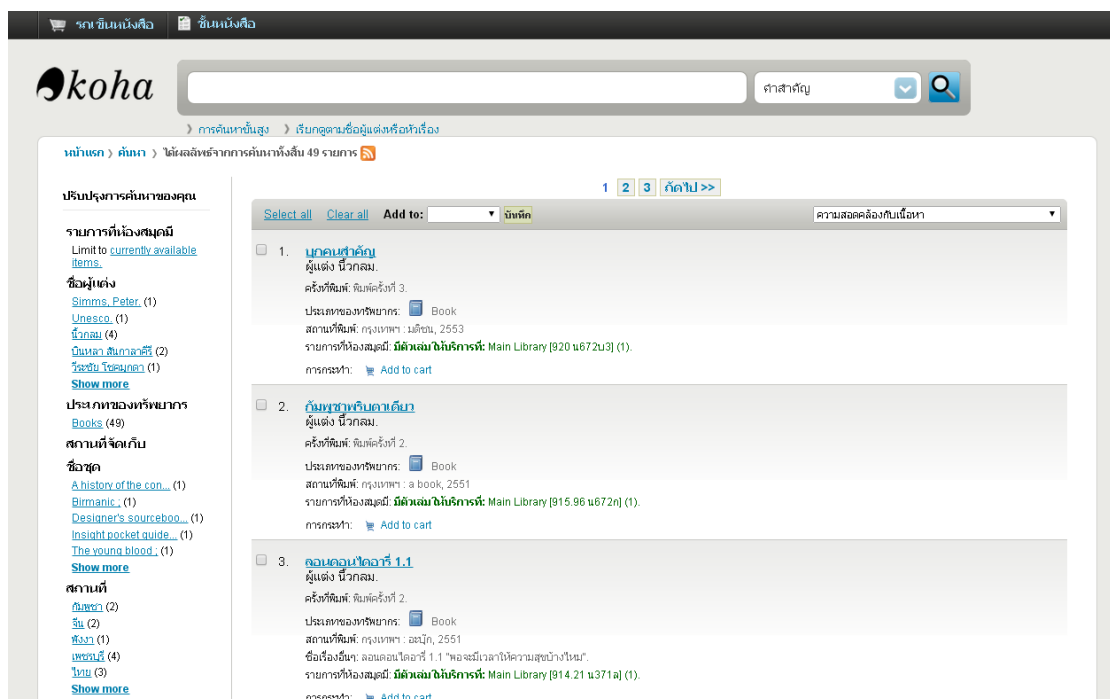 รถเข็นหนังสือ ชั้นหนังสือ
koha
คำสำคัญ
การค้นหาขั้นสูง เรียกดูตามชื่อผู้แต่งหรือหัวเรื่อง
หน้าแรก › ค้นหา › ได้ผลลัพธ์จากการค้นหาทั้งสิ้น 49 รายการ
ปรับปรุงการค้นหาของคุณ
รายการที่ห้องสมุดมี
Limit to currently available
items.
ชื่อผู้แต่ง
Simms, Peter. (1)
Unesco. (1)
นิ้วกลม (4)
บินหลา สันกาลาคีรี (2)
วีระชัย โชคมุกดา (1)
Show more
ประเภทของทรัพยากร
Books (49)
สถานที่จัดเก็บ
ชื่อชุด
A history of the con... (1)
Birmanic ; (1)
Designer's sourceboo... (1)
Insight pocket guide... (1)
The young blood ; (1)
Show more
สถานที่
กัมพูชา (2)
จีน (2)
พังงา (1)
เพชรบุรี (4)
ไทย (3)
Show more
1 2 3 ถัดไป >>
Select all Clear all Add to: บันทึก ความสอดคล้องกับเนื้อหา
1. บุคคนสำคัญ
ผู้แต่ง นิ้วกลม.
ครั้งที่พิมพ์: พิมพ์ครั้งที่ 3.
ประเภทของทรัพยากร: Book
สถานที่พิมพ์: กรุงเทพฯ : มติชน, 2553
รายการที่ห้องสมุดมี: มีตัวเล่มให้บริการที่: Main Library [920 น672บ3] (1).
การกระทำ: Add to cart
2. กัมพูชาพริบตาเดียว
ผู้แต่ง นิ้วกลม.
ครั้งที่พิมพ์: พิมพ์ครั้งที่ 2.
ประเภทของทรัพยากร: Book
สถานที่พิมพ์: กรุงเทพฯ : a book, 2551
รายการที่ห้องสมุดมี: มีตัวเล่มให้บริการที่: Main Library [915.96 น672ก] (1).
การกระทำ: Add to cart
3. ลอนดอนไดอารี่ 1.1
ผู้แต่ง นิ้วกลม.
ครั้งที่พิมพ์: พิมพ์ครั้งที่ 2.
ประเภทของทรัพยากร: Book
สถานที่พิมพ์: กรุงเทพฯ : อะบุ๊ก, 2551
ชื่อเรื่องอื่นๆ: ลอนดอนไดอารี่ 1.1 "พอจะมีเวลาให้ความสุขบ้างไหม".
รายการที่ห้องสมุดมี: มีตัวเล่มให้บริการที่: Main Library [914.21 น371ล] (1).
การกระทำ: Add to cart